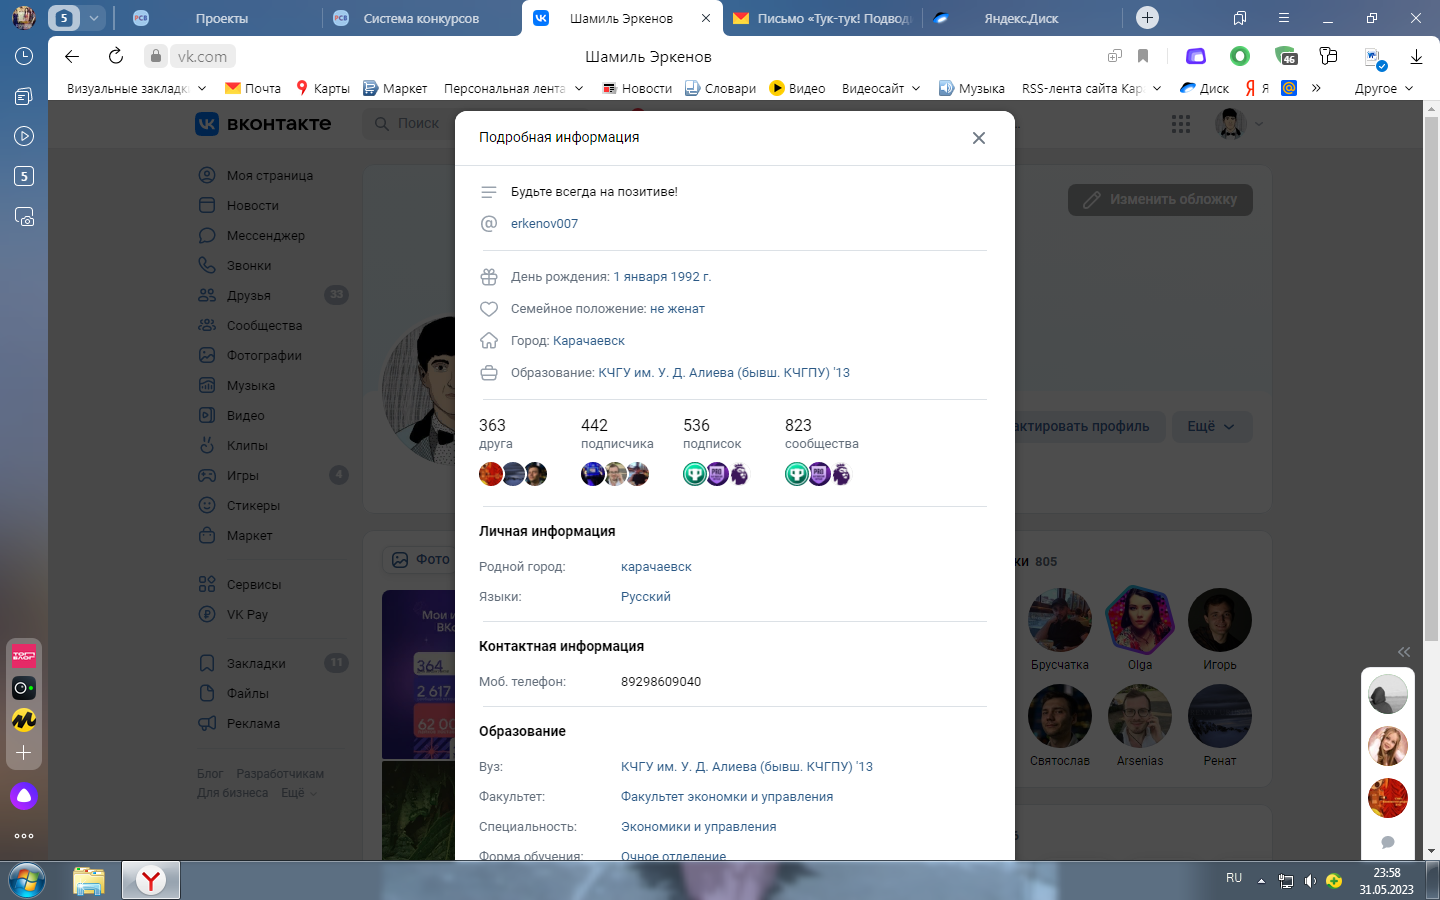 5
Проекты
Система конкурсов
Шамиль Эркенов
Письмо «Тук-тук! Подводи
Яндекс.Диск
vk.com
Шамиль Эркенов
46
Визуальные закладки
Почта
Карты
Маркет
Персональная лента
Новости
Словари
Видео
Видеосайт
Музыка
RSS-лента сайта Кар
Диск
Я
Другое
5
ВКОНТАКТЕ
Поиск
Моя страница
Новости
Мессенджер
Звонки
Друзья 33
Сообщества
Фотографии
Музыка
Видео
Клипы
Игры 4
Стикеры
Маркет
Сервисы
VK Pay
Закладки 11
Файлы
Реклама
Блог Разработчикам
Для бизнеса Ещё
Изменить обложку
актировать профиль
Ещё
Фото
Мои и
ВКо
364
2 617
62 00
Подробная информация
Будьте всегда на позитиве!
erkenov007
День рождения: 1 января 1992 г.
Семейное положение: не женат
Город: Карачаевск
Образование: КЧГУ им. У. Д. Алиева (бывш. КЧГПУ) '13
363 442 536 823
друга подписчика подписок сообщества
Личная информация
Родной город: карачаевск
Языки: Русский
Контактная информация
Моб. телефон: 89298609040
Образование
Вуз: КЧГУ им. У. Д. Алиева (бывш. КЧГПУ) '13
Факультет: Факультет экономки и управления
Специальность: Экономики и управления
Форма обучения: Очное отделение
ки 805
Брусчатка Olga Игорь
Святослав Arsenias Ренат
RU
23:58
31.05.2023